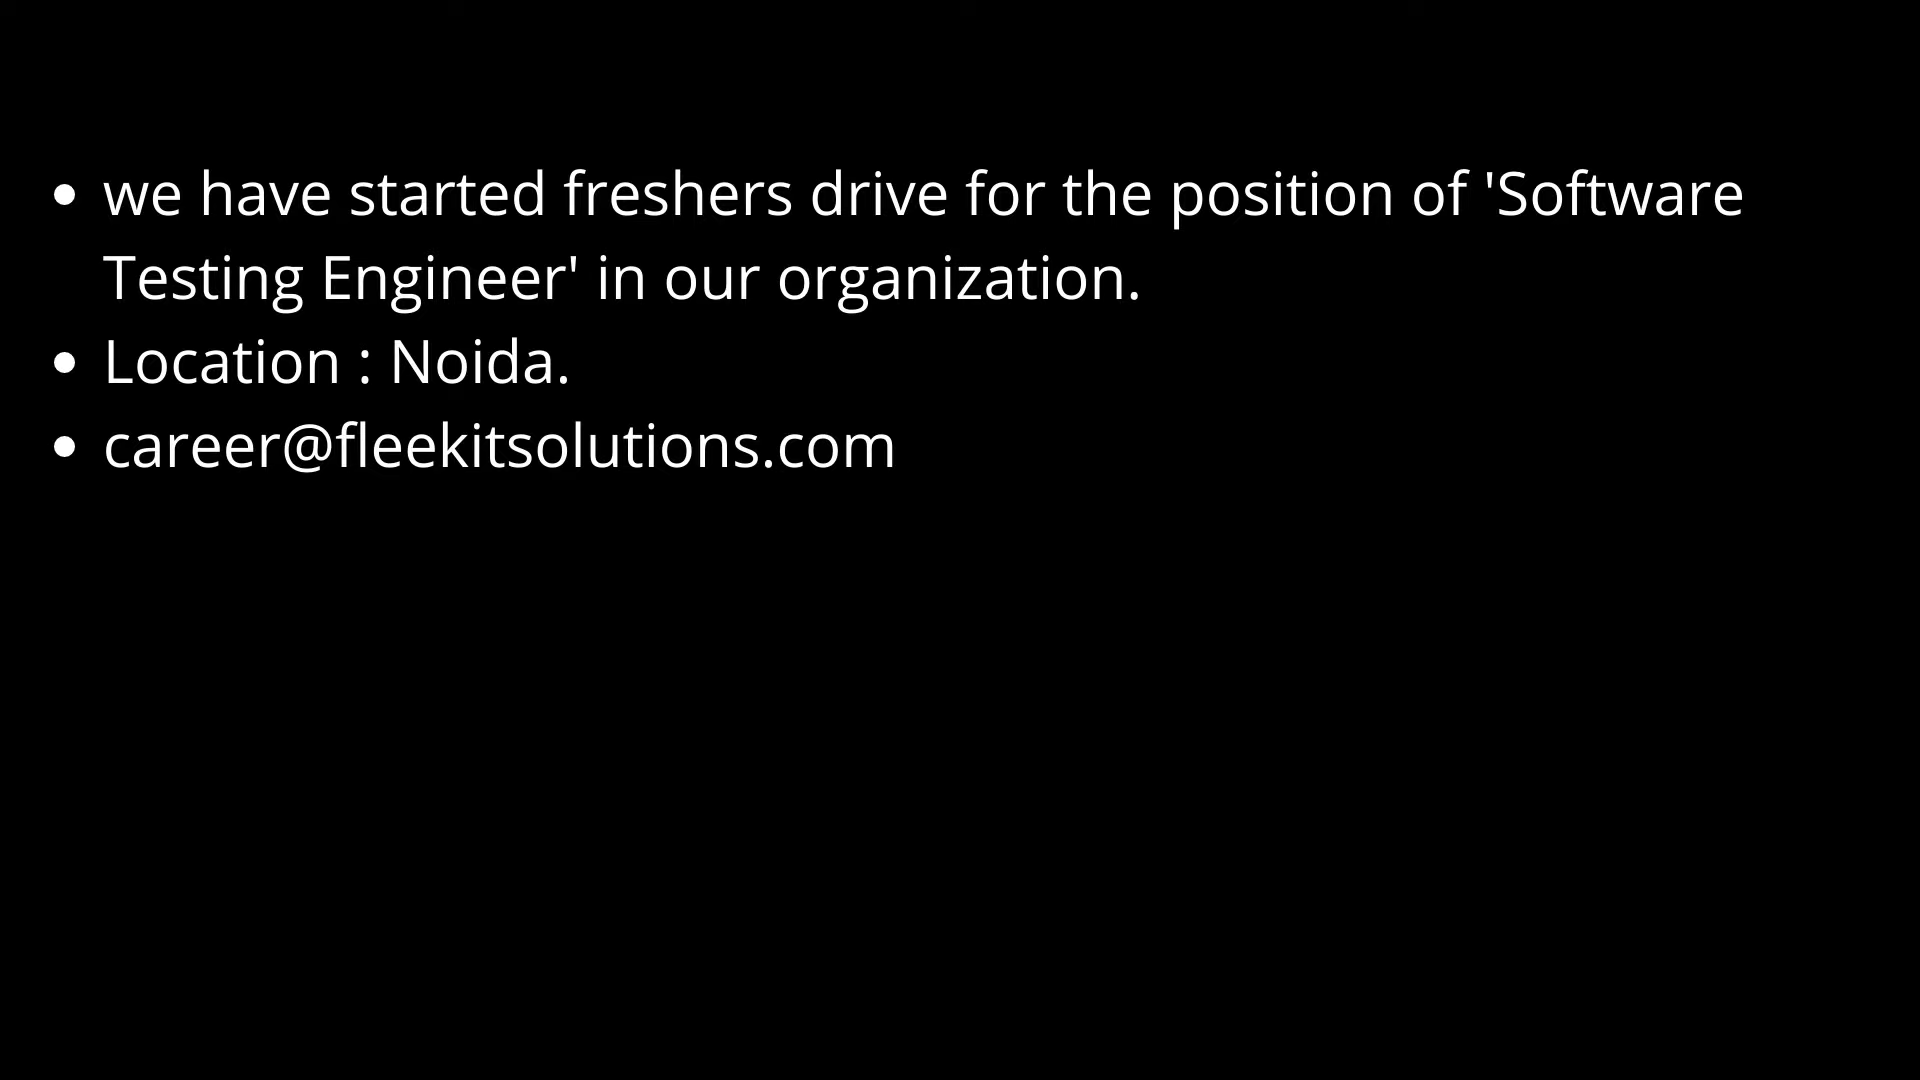 • we have started freshers drive for the position of 'Software
Testing Engineer' in our organization.
• Location : Noida.
• career@fleekitsolutions.com